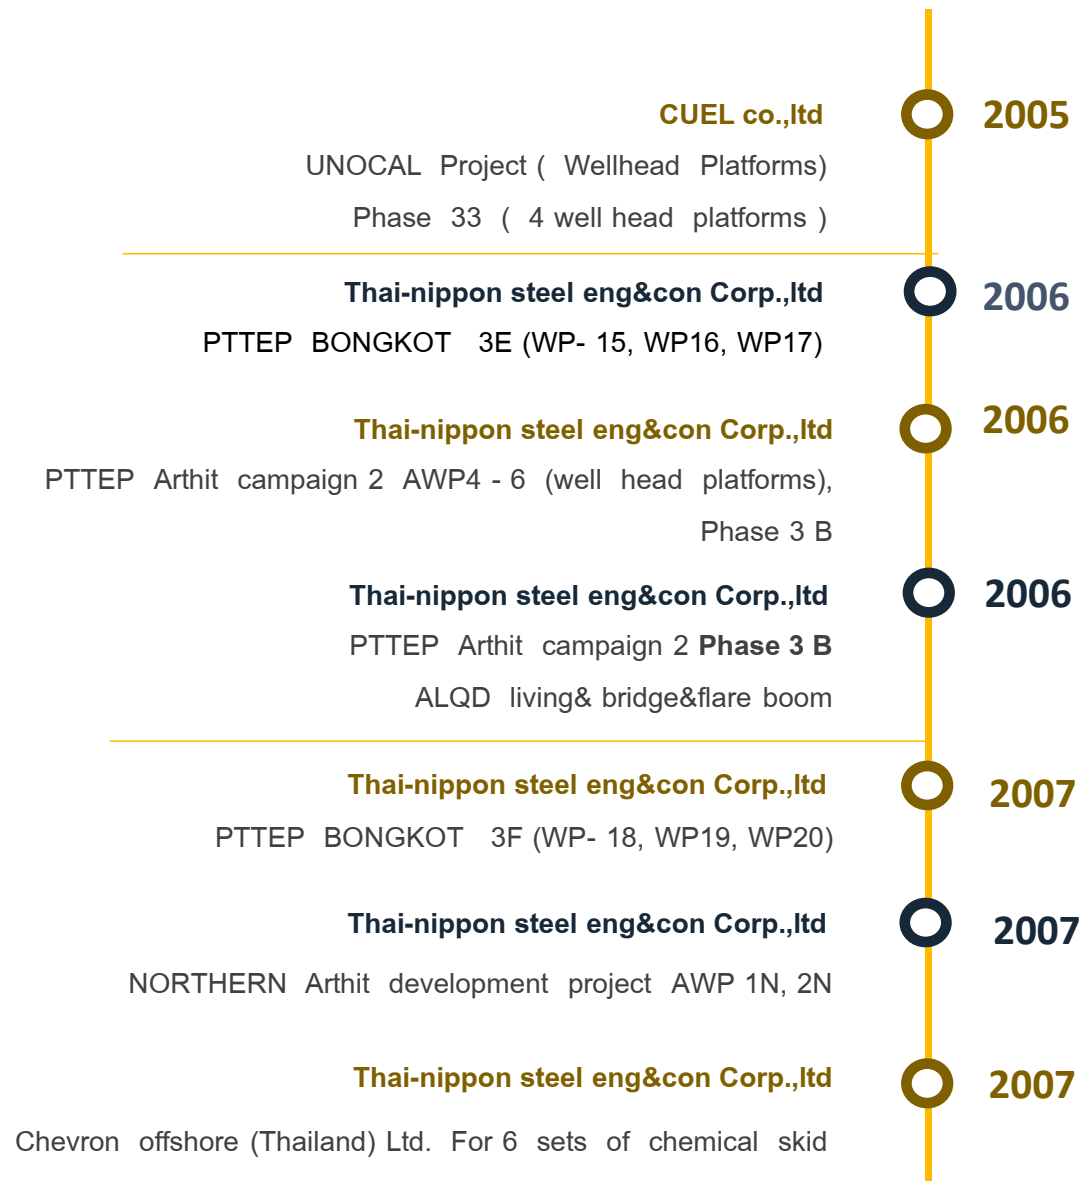 CUEL co.,ltd
2005
UNOCAL Project ( Wellhead Platforms)
Phase 33 ( 4 well head platforms )
Thai-nippon steel eng&con Corp.,ltd
2006
PTTEP BONGKOT 3E (WP- 15, WP16, WP17)
Thai-nippon steel eng&con Corp.,ltd
2006
PTTEP Arthit campaign 2 AWP4 - 6 (well head platforms),
Phase 3 B
Thai-nippon steel eng&con Corp.,ltd
2006
PTTEP Arthit campaign 2 Phase 3 B
ALQD living& bridge&flare boom
Thai-nippon steel eng&con Corp.,ltd
2007
PTTEP BONGKOT 3F (WP- 18, WP19, WP20)
Thai-nippon steel eng&con Corp.,ltd
2007
NORTHERN Arthit development project AWP 1N, 2N
Thai-nippon steel eng&con Corp.,ltd
2007
Chevron offshore (Thailand) Ltd. For 6 sets of chemical skid